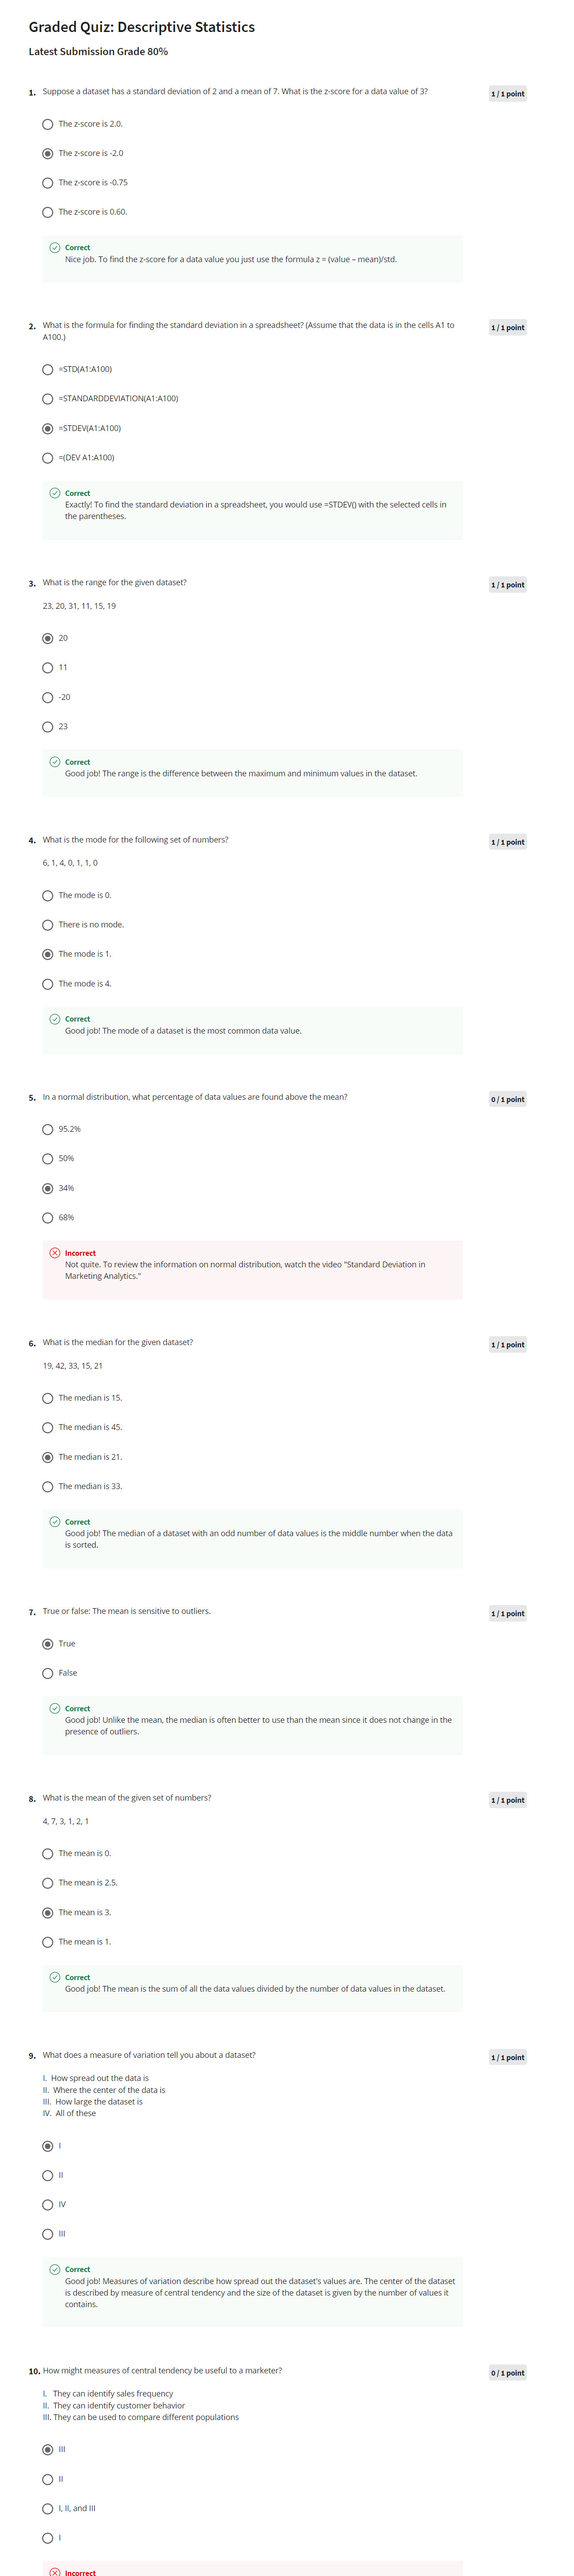 Graded Quiz: Descriptive Statistics
Latest Submission Grade 80%
1. Suppose a dataset has a standard deviation of 2 and a mean of 7. What is the z-score for a data value of 3?
1 / 1 point
The z-score is 2.0.
The z-score is -2.0
The z-score is -0.75
The z-score is 0.60.
Correct
Nice job. To find the z-score for a data value you just use the formula z = (value – mean)/std.
2. What is the formula for finding the standard deviation in a spreadsheet? (Assume that the data is in the cells A1 to
A100.)
1 / 1 point
=STD(A1:A100)
=STANDARDDEVIATION(A1:A100)
=STDEV(A1:A100)
=(DEV A1:A100)
Correct
Exactly! To find the standard deviation in a spreadsheet, you would use =STDEV() with the selected cells in
the parentheses.
3. What is the range for the given dataset?
1 / 1 point
23, 20, 31, 11, 15, 19
20
11
-20
23
Correct
Good job! The range is the difference between the maximum and minimum values in the dataset.
4. What is the mode for the following set of numbers?
1 / 1 point
6, 1, 4, 0, 1, 1, 0
The mode is 0.
There is no mode.
The mode is 1.
The mode is 4.
Correct
Good job! The mode of a dataset is the most common data value.
5. In a normal distribution, what percentage of data values are found above the mean?
0 / 1 point
95.2%
50%
34%
68%
Incorrect
Not quite. To review the information on normal distribution, watch the video "Standard Deviation in
Marketing Analytics."
6. What is the median for the given dataset?
1 / 1 point
19, 42, 33, 15, 21
The median is 15.
The median is 45.
The median is 21.
The median is 33.
Correct
Good job! The median of a dataset with an odd number of data values is the middle number when the data
is sorted.
7. True or false: The mean is sensitive to outliers.
1 / 1 point
True
False
Correct
Good job! Unlike the mean, the median is often better to use than the mean since it does not change in the
presence of outliers.
8. What is the mean of the given set of numbers?
1 / 1 point
4, 7, 3, 1, 2, 1
The mean is 0.
The mean is 2.5.
The mean is 3.
The mean is 1.
Correct
Good job! The mean is the sum of all the data values divided by the number of data values in the dataset.
9. What does a measure of variation tell you about a dataset?
1 / 1 point
I. How spread out the data is
II. Where the center of the data is
III. How large the dataset is
IV. All of these
I
II
IV
III
Correct
Good job! Measures of variation describe how spread out the dataset's values are. The center of the dataset
is described by measure of central tendency and the size of the dataset is given by the number of values it
contains.
10. How might measures of central tendency be useful to a marketer?
0 / 1 point
I. They can identify sales frequency
II. They can identify customer behavior
III. They can be used to compare different populations
III
II
I, II, and III
I
Incorrect